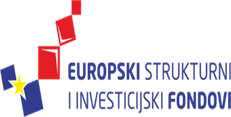 EUROPSKI STRUKTURNI
I INVESTICIJSKI FONDOVI